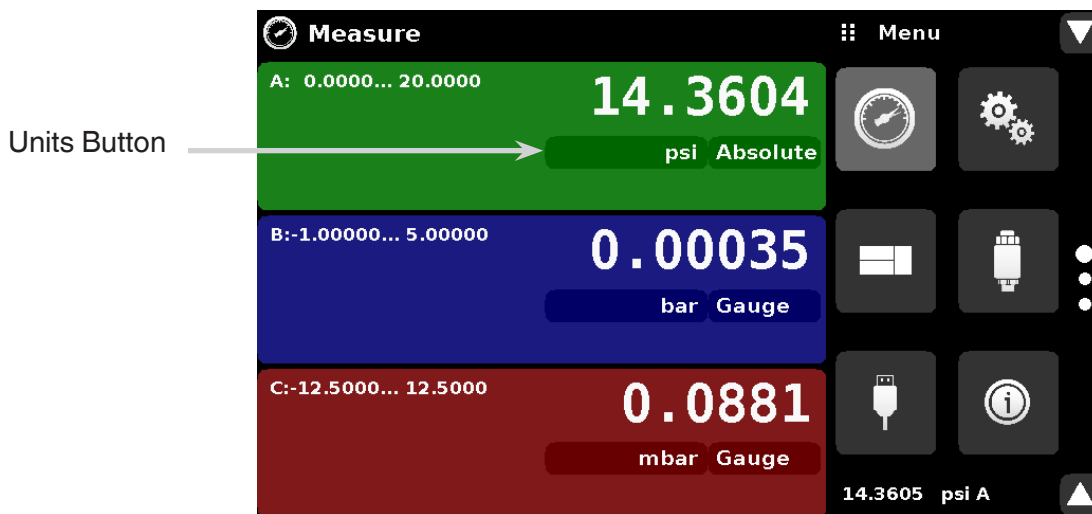 Measure
Menu
A: 0.0000... 20.0000
14.3604
Units Button
psi Absolute
B:-1.00000... 5.00000
0.00035
bar Gauge
C:-12.5000... 12.5000
0.0881
mbar Gauge
14.3605 psi A